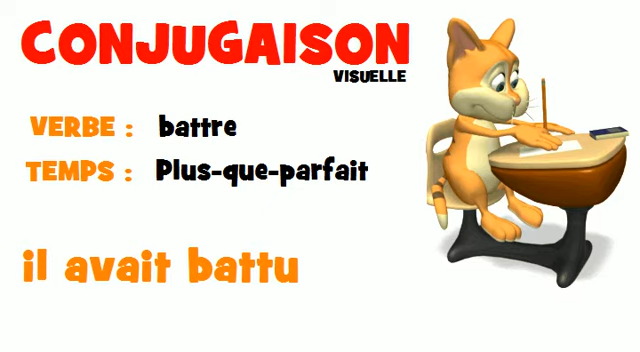 CONJUGAISON
VISUELLE
VERBE : battre
TEMPS : Plus-que-parfait
il avait battu